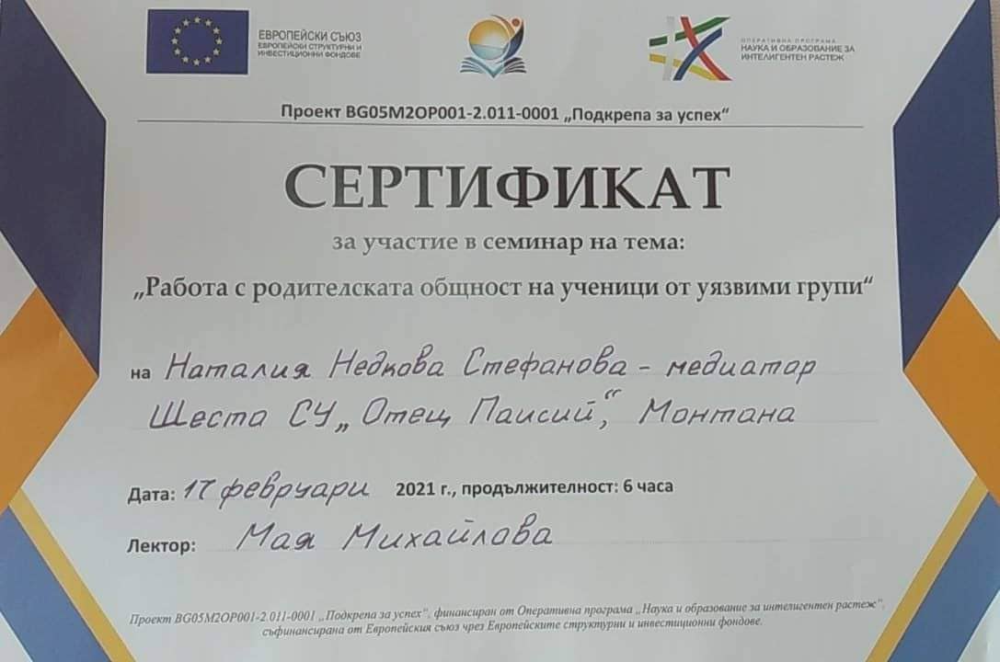 ЕВРОПЕЙСКИ СЪЮЗ
ЕВРОПЕЙСКИ СТРУКТУРНИ И
ИНВЕСТИЦИОННИ ФОНДОВЕ
ОПЕРАТИВНА ПРОГРАМА
НАУКА И ОБРАЗОВАНИЕ ЗА
ИНТЕЛИГЕНТЕН РАСТЕЖ
Проект BG05M2OP001-2.011-0001 „Подкрепа за успех“
СЕРТИФИКАТ
за участие в семинар на тема:
„Работа с родителската общност на ученици от уязвими групи“
на Наталия Недкова Стефанова - медиатор
Шеста СУ „Отец Паисий“, Монтана
Дата: 17 февруари 2021 г., продължителност: 6 часа
Лектор: Мая Михайлова
Проект BG05M2OP001-2.011-0001 „Подкрепа за успех“, финансиран от Оперативна програма „Наука и образование за интелигентен растеж“,
съфинансирана от Европейския съюз чрез Европейските структурни и инвестиционни фондове.